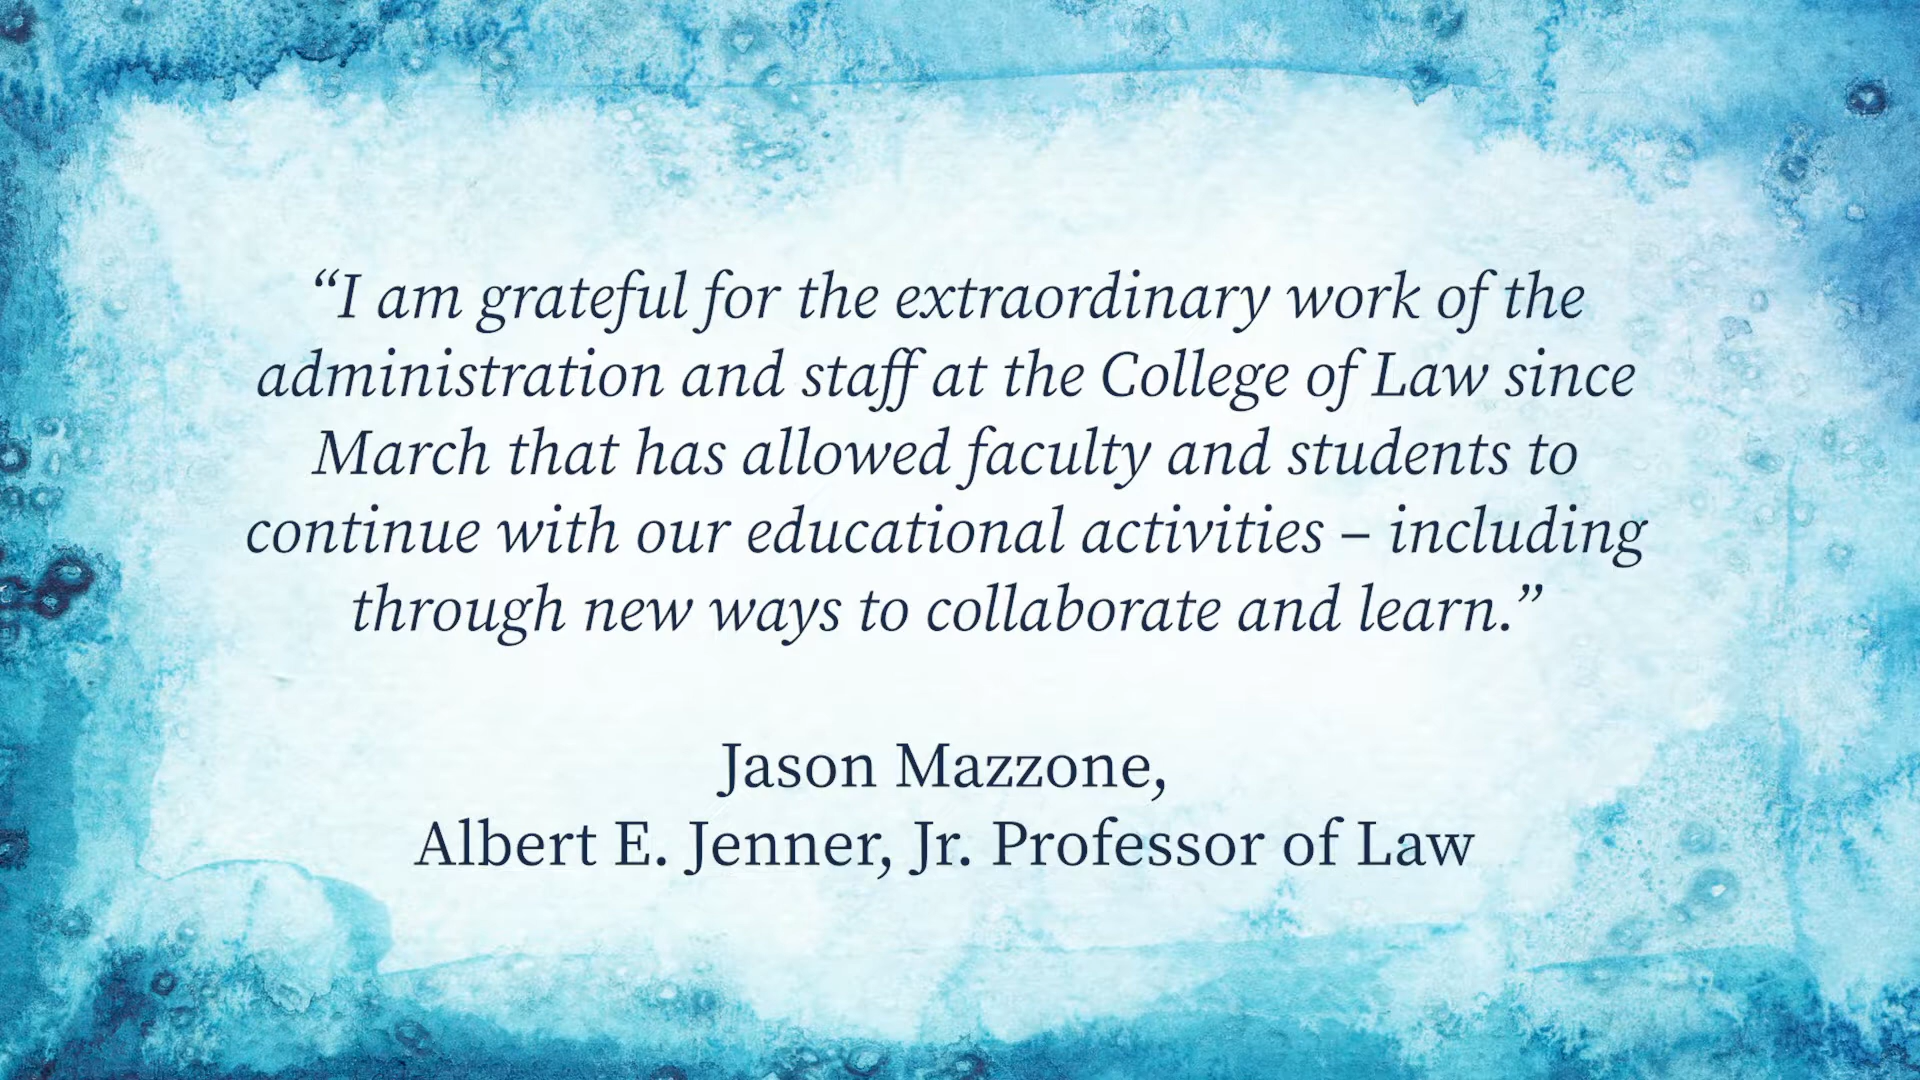 “I am grateful for the extraordinary work of the
administration and staff at the College of Law since
March that has allowed faculty and students to
continue with our educational activities – including
through new ways to collaborate and learn.”
Jason Mazzone,
Albert E. Jenner, Jr. Professor of Law